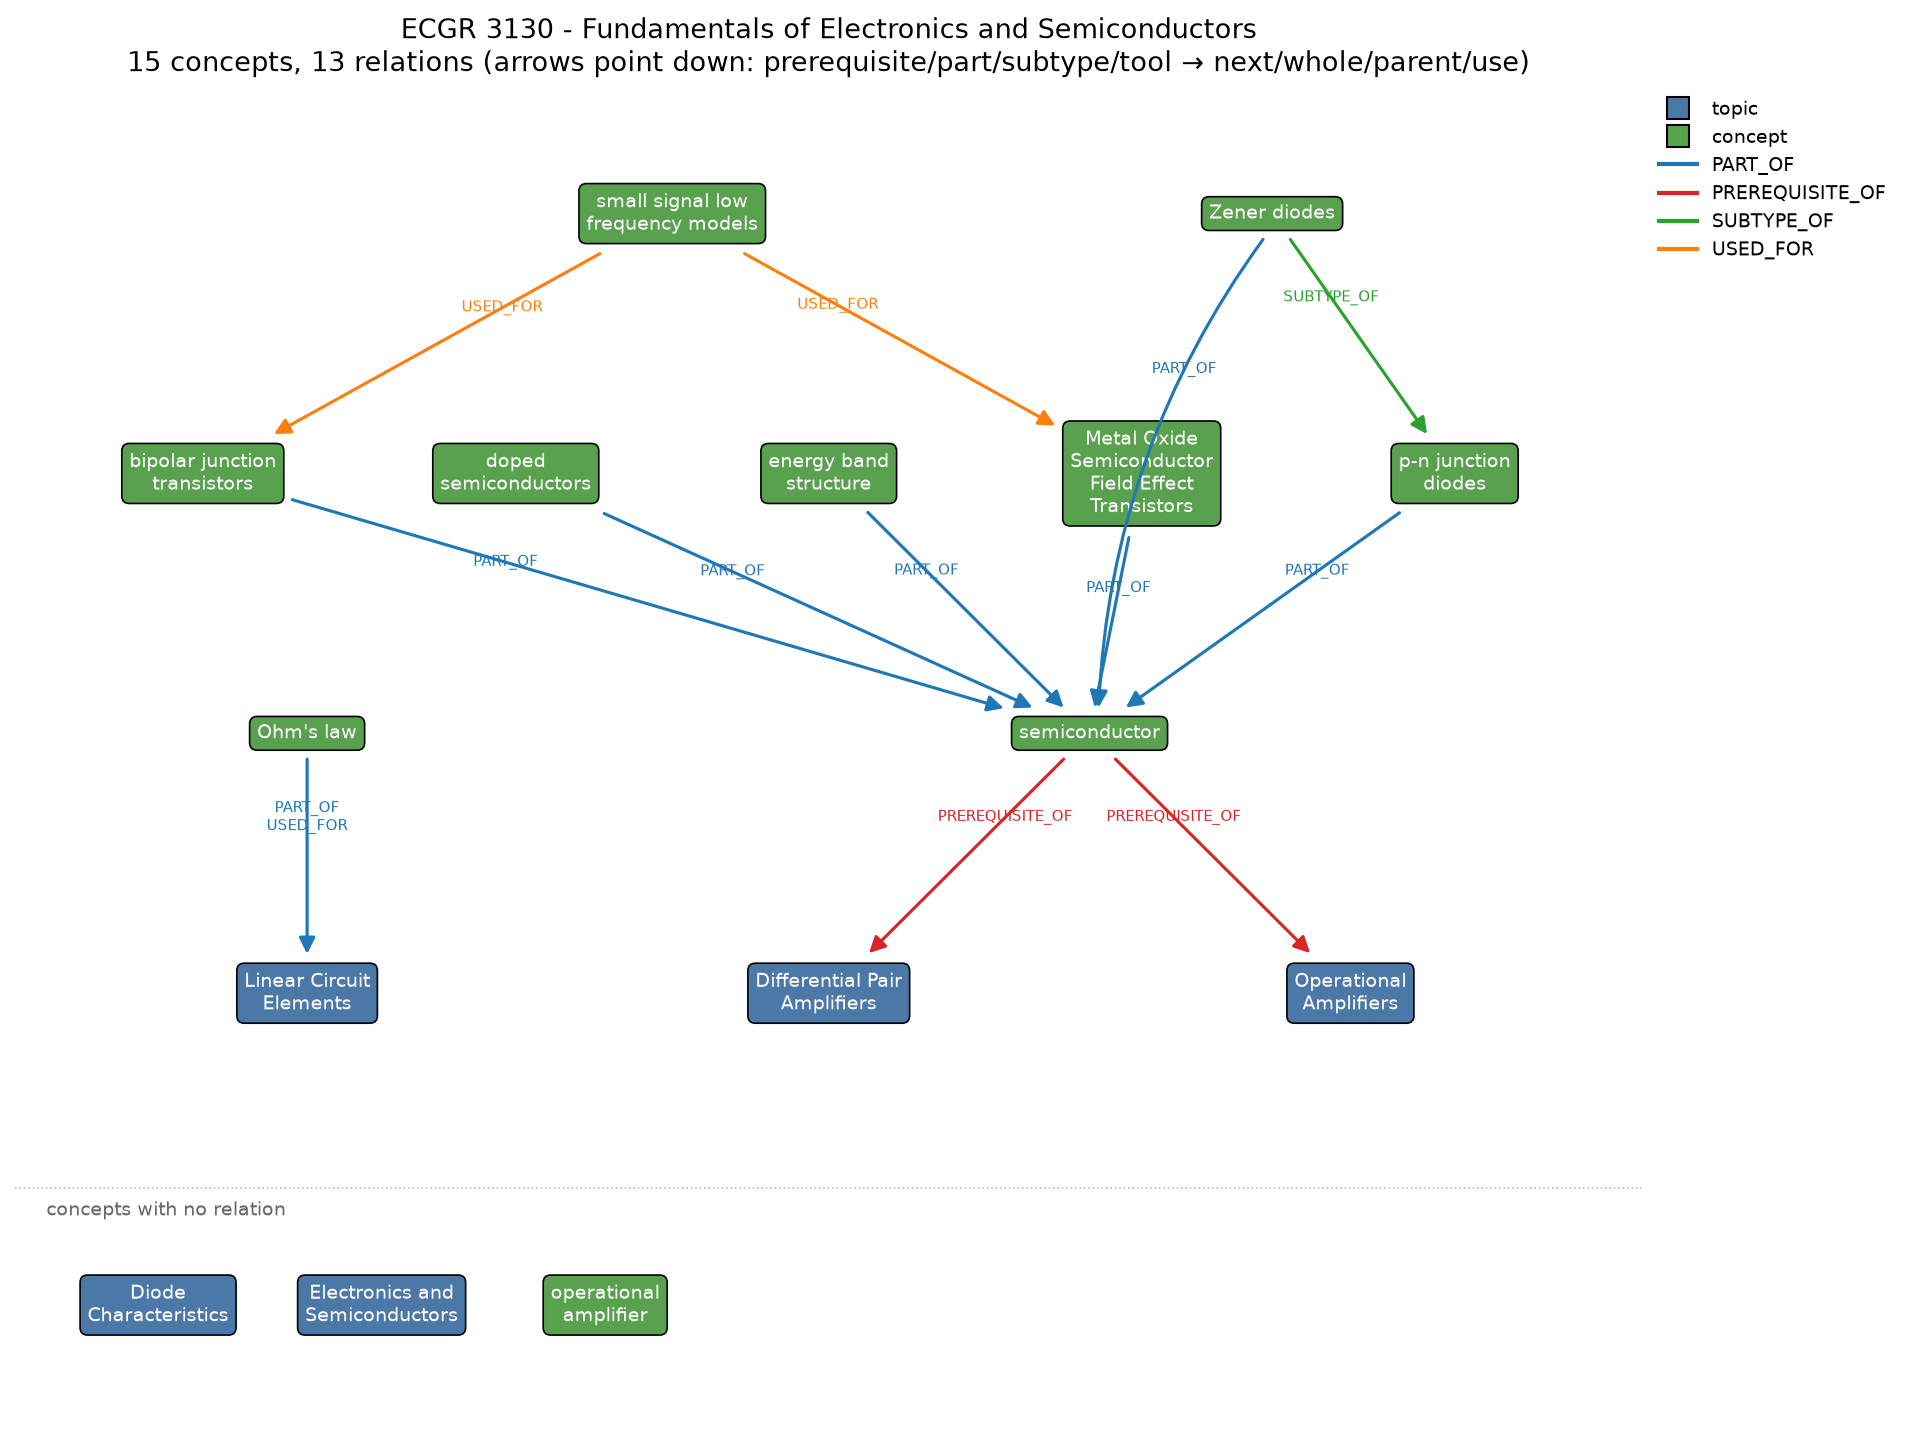 ECGR 3130 - Fundamentals of Electronics and Semiconductors
15 concepts, 13 relations (arrows point down: prerequisite/part/subtype/tool → next/whole/parent/use)
topic
concept
PART_OF
PREREQUISITE_OF
SUBTYPE_OF
USED_FOR
small signal low
frequency models
Zener diodes
USED_FOR
USED_FOR
SUBTYPE_OF
PART_OF
bipolar junction
transistors
doped
semiconductors
energy band
structure
Metal Oxide
Semiconductor
Field Effect
Transistors
p-n junction
diodes
PART_OF
PART_OF
PART_OF
PART_OF
PART_OF
Ohm's law
semiconductor
PART_OF
USED_FOR
PREREQUISITE_OF
PREREQUISITE_OF
Linear Circuit
Elements
Differential Pair
Amplifiers
Operational
Amplifiers
concepts with no relation
Diode
Characteristics
Electronics and
Semiconductors
operational
amplifier